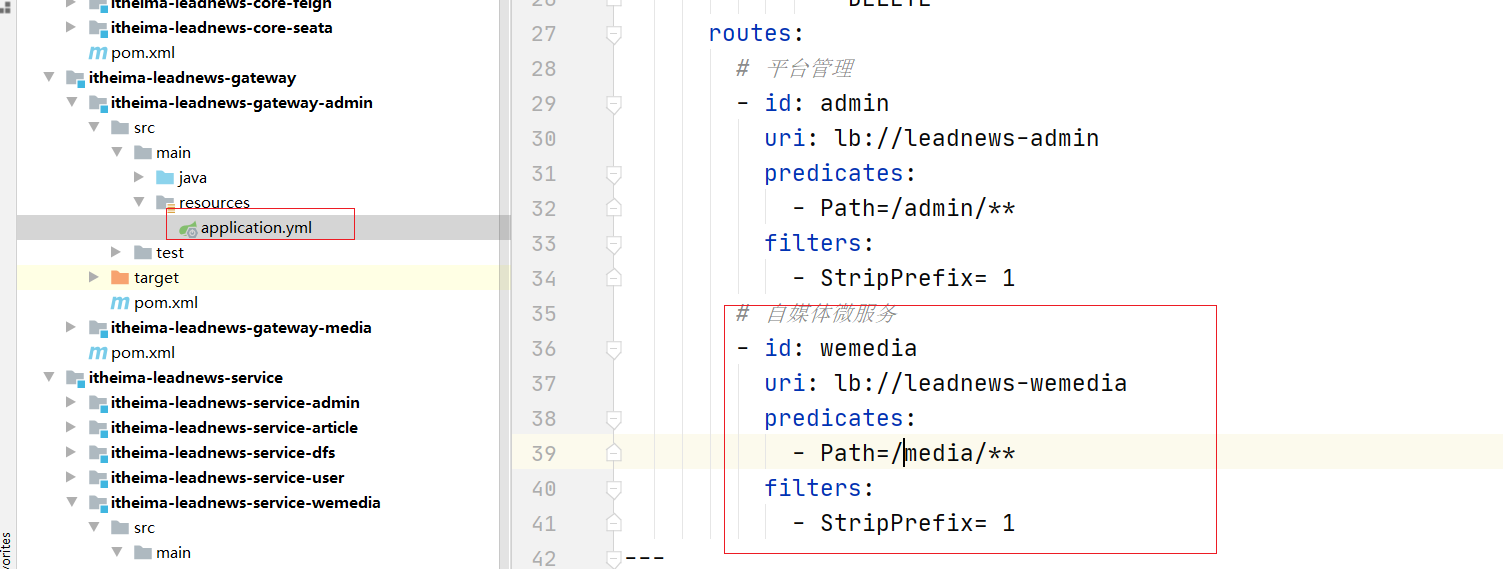 itheima-leadnews-core-feign
itheima-leadnews-core-seata
pom.xml
itheima-leadnews-gateway
itheima-leadnews-gateway-admin
src
main
java
resources
application.yml
test
target
pom.xml
itheima-leadnews-gateway-media
pom.xml
itheima-leadnews-service
itheima-leadnews-service-admin
itheima-leadnews-service-article
itheima-leadnews-service-dfs
itheima-leadnews-service-user
itheima-leadnews-service-wemedia
src
main
vorites
26 DELETE
27 routes:
28 # 平台管理
29 - id: admin
30 uri: lb://leadnews-admin
31 predicates:
32 - Path=/admin/**
33 filters:
34 - StripPrefix= 1
35 # 自媒体微服务
36 - id: wemedia
37 uri: lb://leadnews-wemedia
38 predicates:
39 - Path=/media/**
40 filters:
41 - StripPrefix= 1
42 ---